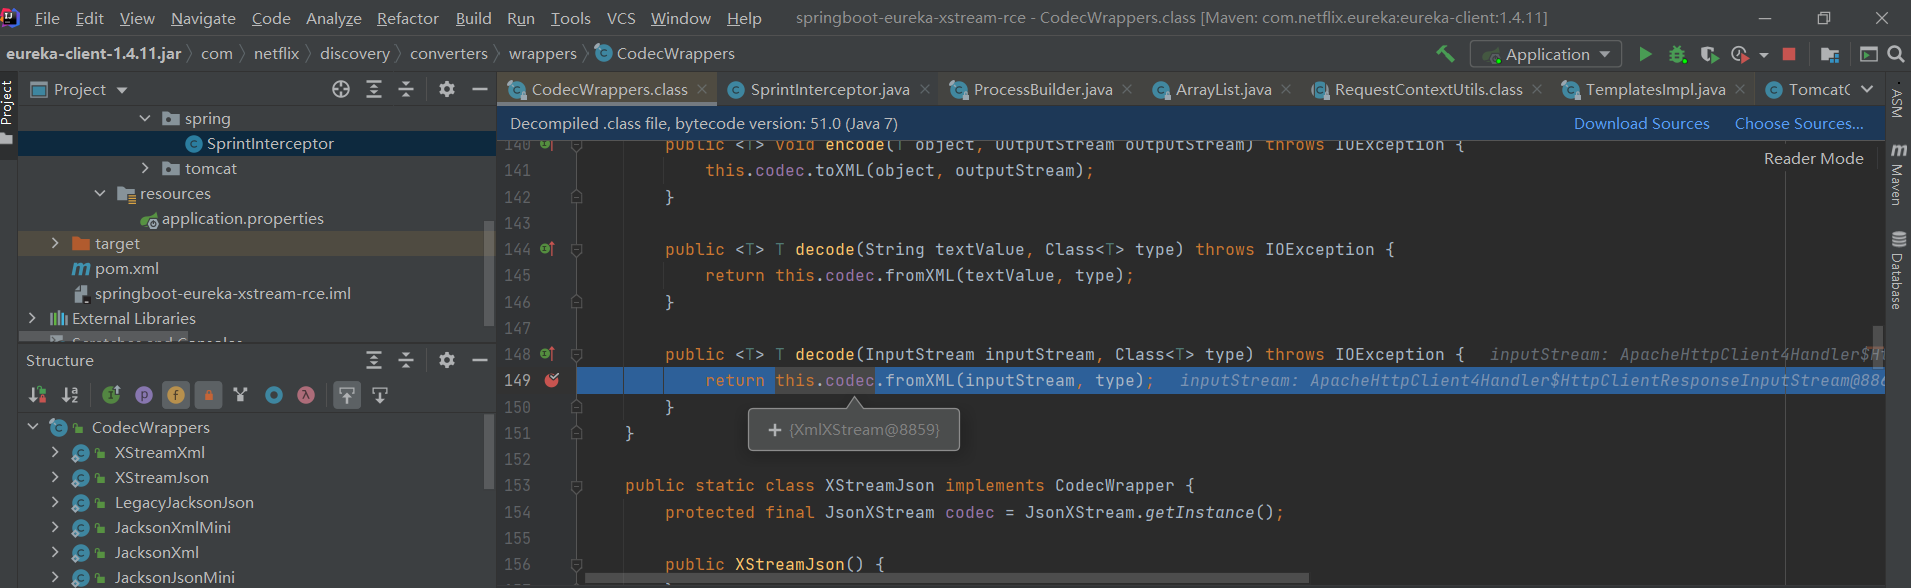 File Edit View Navigate Code Analyze Refactor Build Run Tools VCS Window Help springboot-eureka-xstream-rce - CodecWrappers.class [Maven: com.netflix.eureka:eureka-client:1.4.11]
eureka-client-1.4.11.jar com netflix discovery converters wrappers CodecWrappers Application
Project
Project
spring
SprintInterceptor
tomcat
resources
application.properties
target
pom.xml
springboot-eureka-xstream-rce.iml
External Libraries
Scratches and Consoles
Structure
CodecWrappers
XStreamXml
XStreamJson
LegacyJacksonJson
JacksonXmlMini
JacksonXml
JacksonJsonMini
CodecWrappers.class SprintInterceptor.java ProcessBuilder.java ArrayList.java RequestContextUtils.class TemplatesImpl.java TomcatC
Decompiled .class file, bytecode version: 51.0 (Java 7) Download Sources Choose Sources...
Reader Mode
140 public <T> void encode(T object, OutputStream outputStream) throws IOException {
141 this.codec.toXML(object, outputStream);
142 }
143
144 public <T> T decode(String textValue, Class<T> type) throws IOException {
145 return this.codec.fromXML(textValue, type);
146 }
147
148 public <T> T decode(InputStream inputStream, Class<T> type) throws IOException { inputStream: ApacheHttpClient4Handler$Ht
149 return this.codec.fromXML(inputStream, type); inputStream: ApacheHttpClient4Handler$HttpClientResponseInputStream@886
150 }
+ {XmlXStream@8859}
151 }
152
153 public static class XStreamJson implements CodecWrapper {
154 protected final JsonXStream codec = JsonXStream.getInstance();
155
156 public XStreamJson() {
ASM
Maven
Database